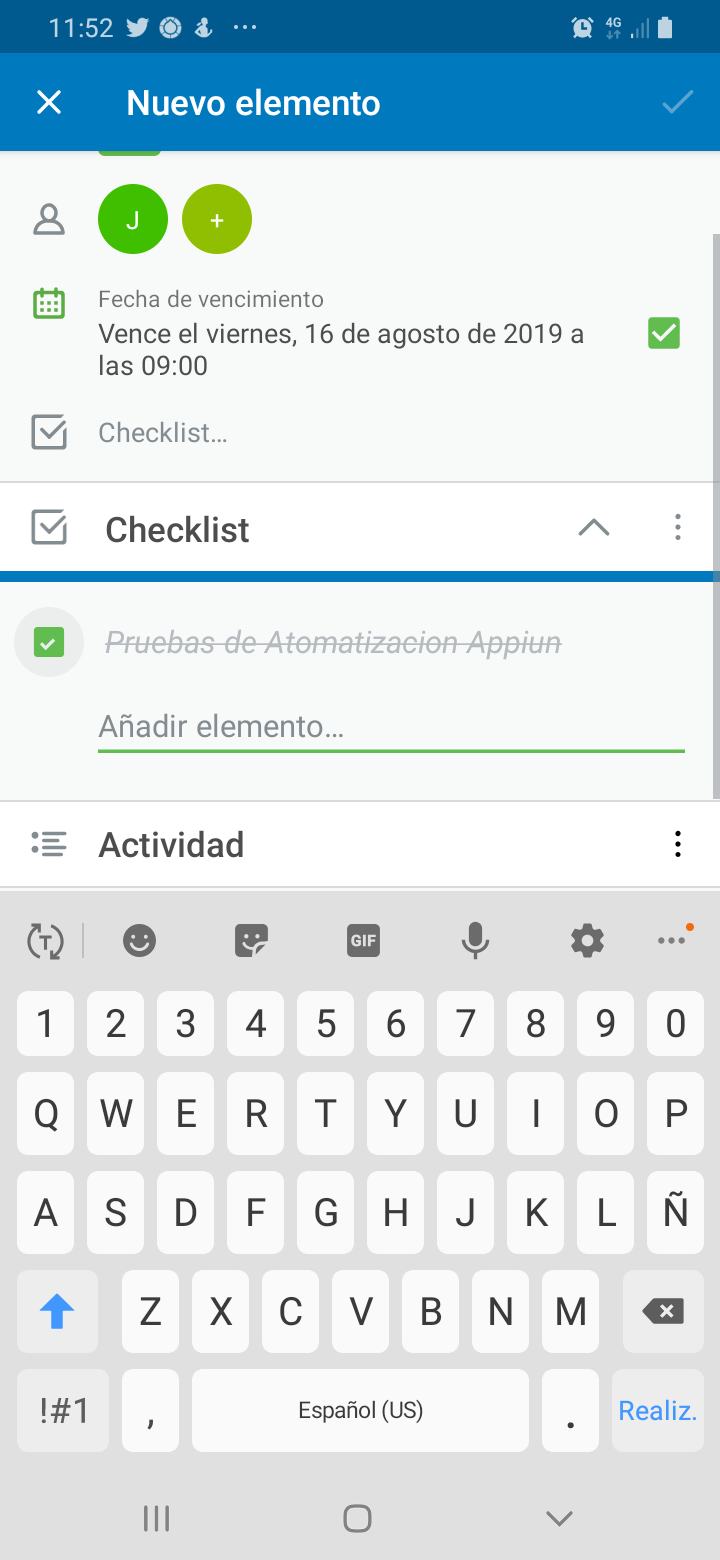 11:52 4G
Nuevo elemento
J +
Fecha de vencimiento
Vence el viernes, 16 de agosto de 2019 a
las 09:00
Checklist...
Checklist
Pruebas de Atomatizacion Appiun
Añadir elemento...
Actividad
T GIF
1 2 3 4 5 6 7 8 9 0
Q W E R T Y U I O P
A S D F G H J K L Ñ
Z X C V B N M
!#1 , Español (US) . Realiz.